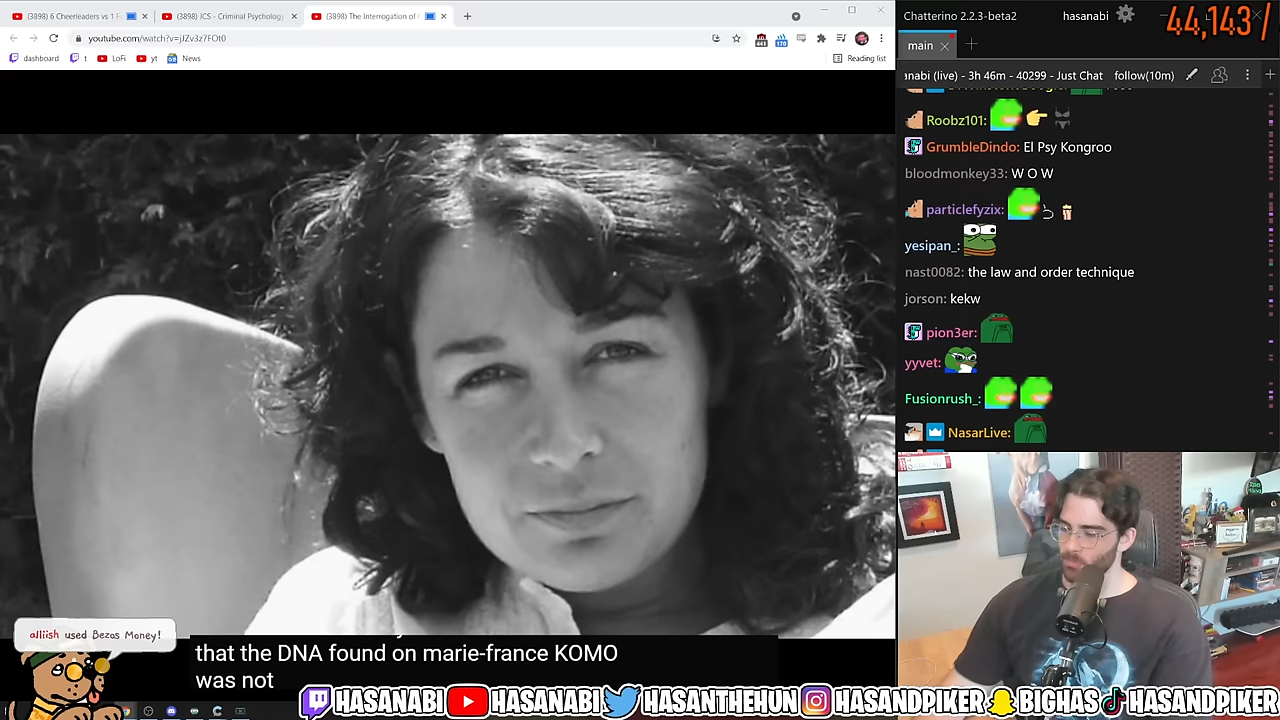 (3898) 6 Cheerleaders vs 1 F
(3898) JCS - Criminal Psychology
(3898) The Interrogation of
Chatterino 2.2.3-beta2
hasanabi
44,143/
youtube.com/watch?v=jJZv3z7FOt0
main
dashboard
t
LoFi
yt
News
Reading list
anabi (live) - 3h 46m - 40299 - Just Chat
follow(10m)
Roobz101:
GrumbleDindo: El Psy Kongroo
bloodmonkey33: W O W
particlefyzix:
yesipan_:
nast0082: the law and order technique
jorson: kekw
pion3er:
yyvet:
Fusionrush_:
NasarLive:
alliish used Bezos Money!
that the DNA found on marie-france KOMO
was not
HASANABI HASANABI HASANTHEHUN HASANDPIKER BIGHAS HASANDPIKER